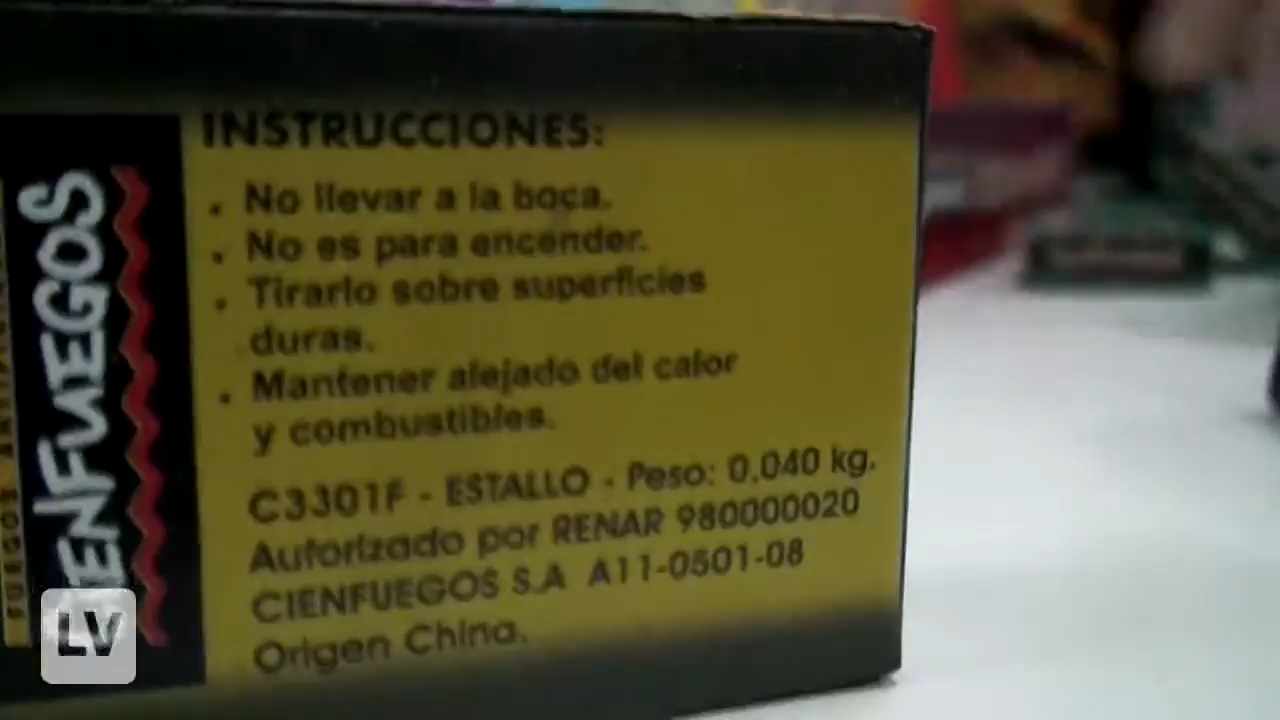 INSTRUCCIONES:
. No llevar a la boca.
. No es para encender.
. Tirarlo sobre superficies
duras.
. Mantener alejado del calor
y combustibles.
C3301F - ESTALLO - Peso: 0,040 kg.
Autorizado por RENAR 980000020
CIENFUEGOS S.A A11-0501-08
Origen China.
CIENFUEGOS
FUEGOS
LV